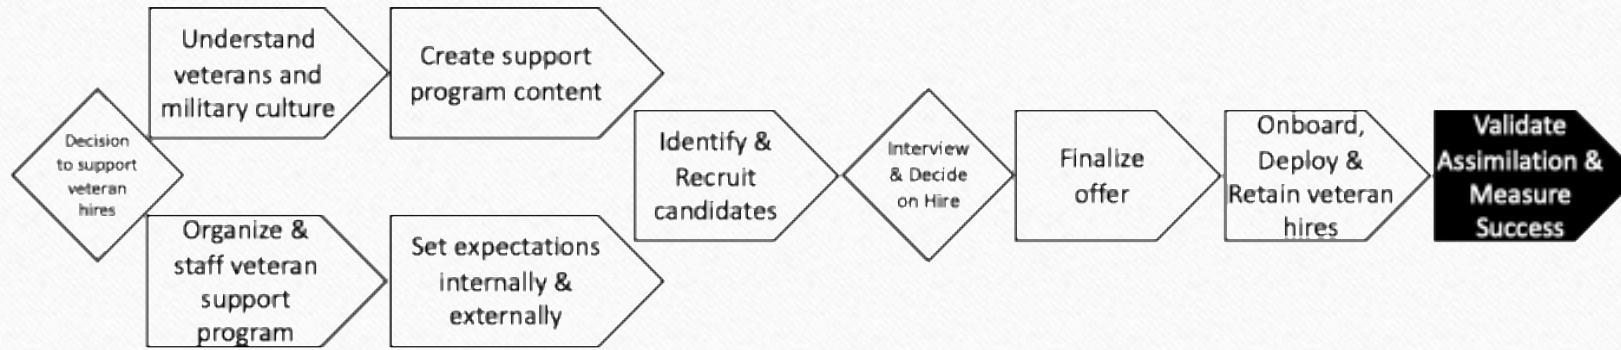 Decision
to support
veteran
hires
Understand
veterans and
military culture
Create support
program content
Organize &
staff veteran
support
program
Set expectations
internally &
externally
Identify &
Recruit
candidates
Interview
& Decide
on Hire
Finalize
offer
Onboard,
Deploy &
Retain veteran
hires
Validate
Assimilation &
Measure
Success